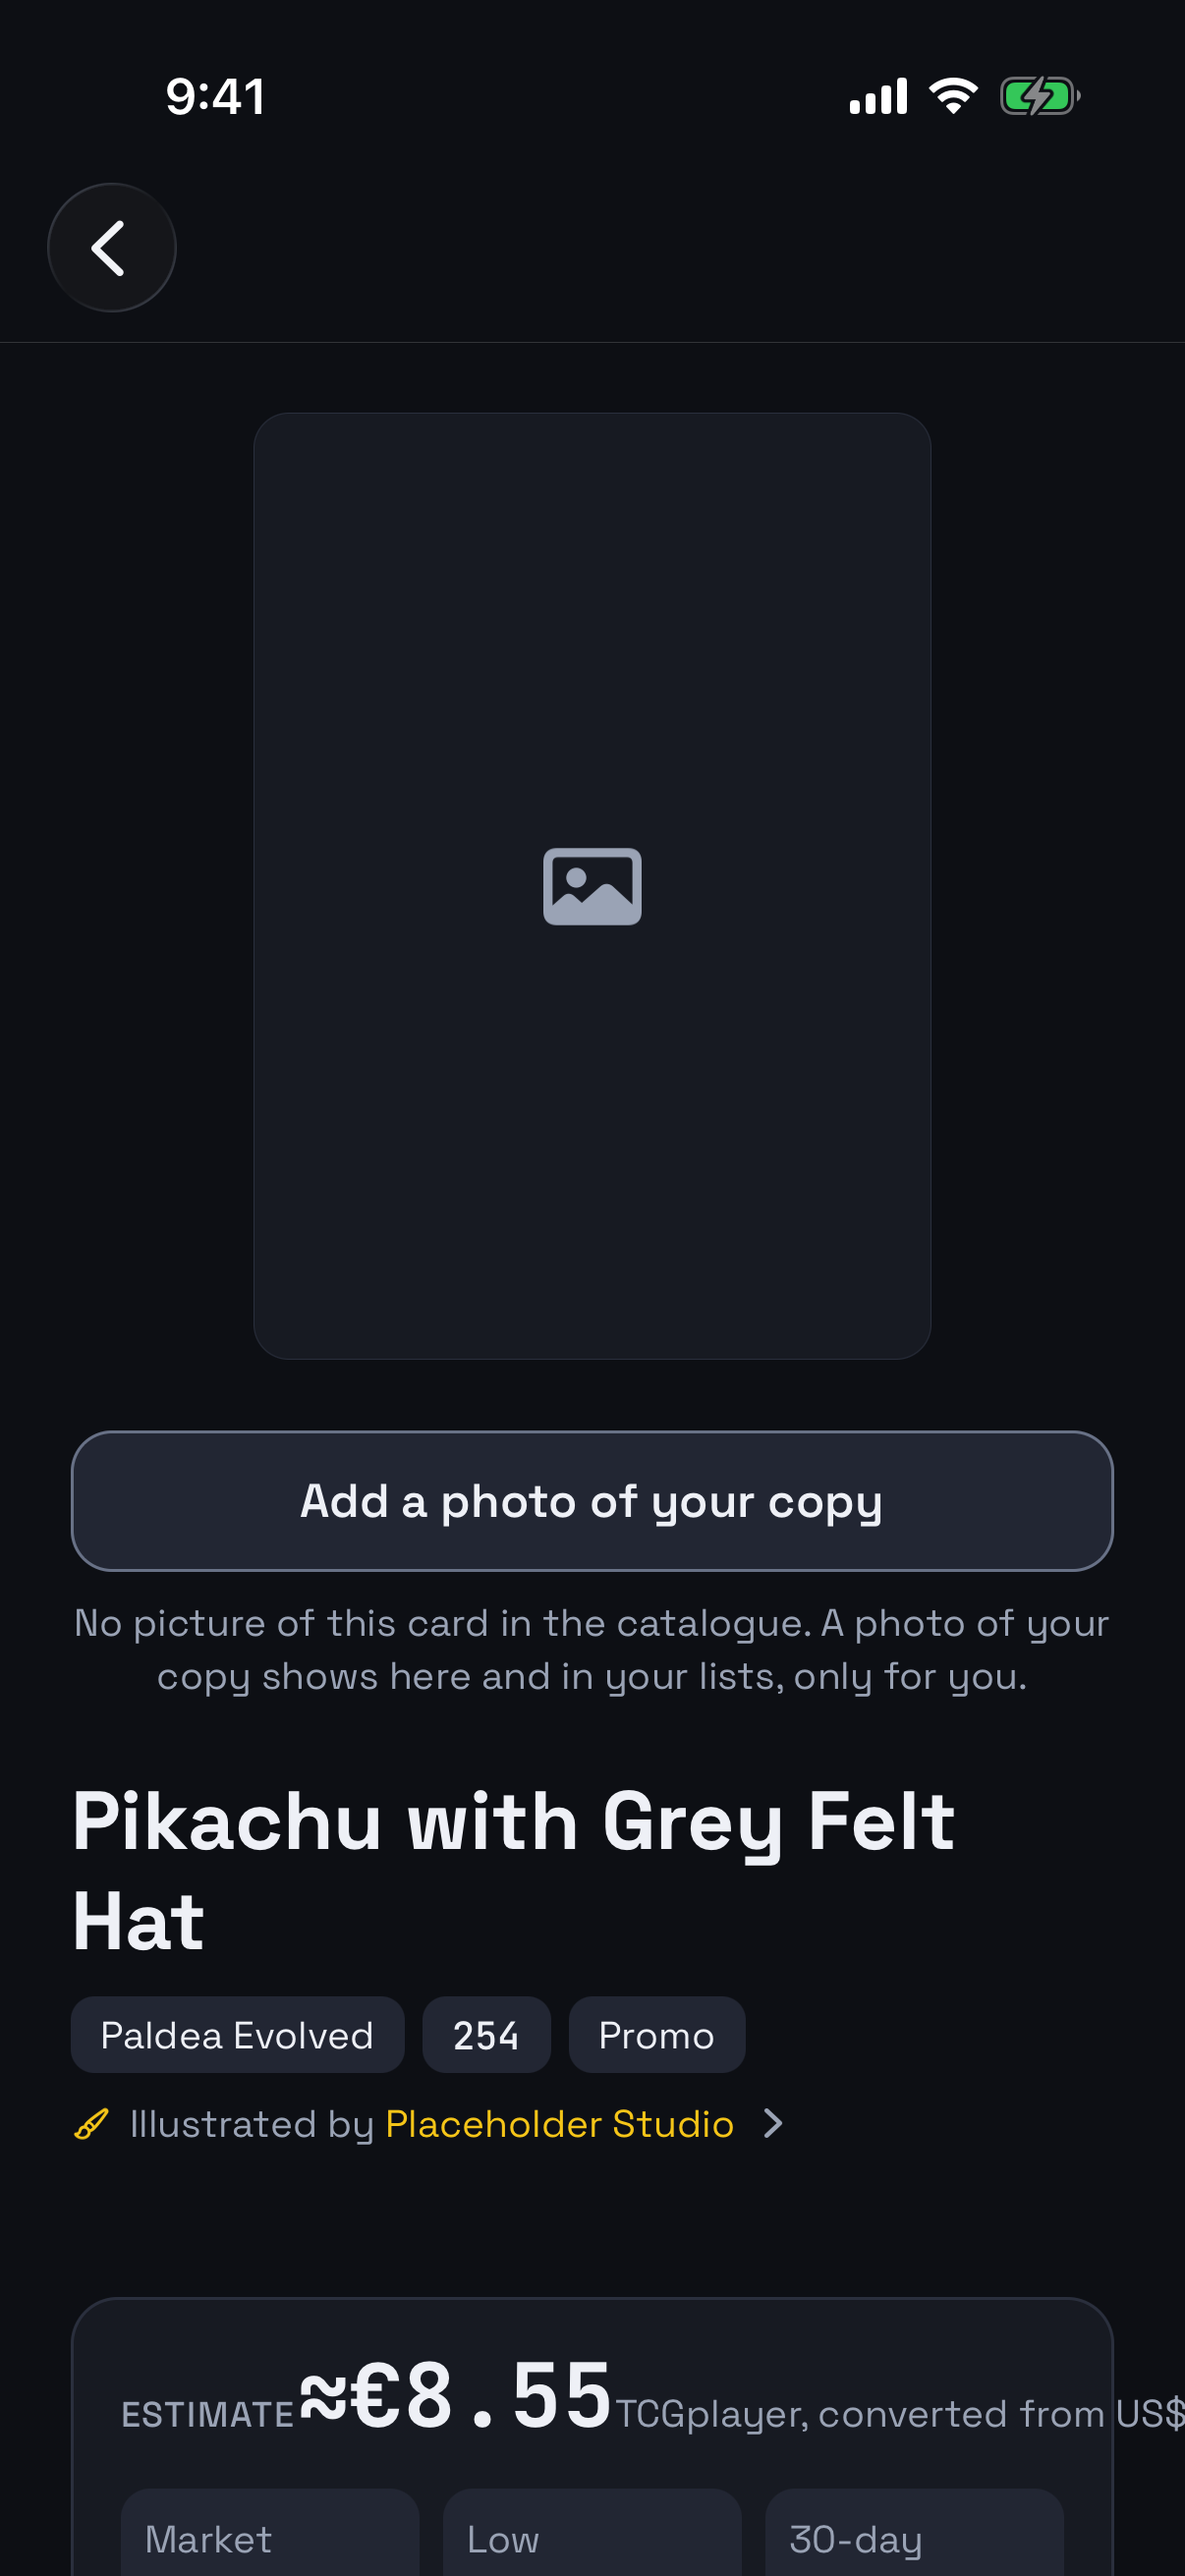 9:41
Add a photo of your copy
No picture of this card in the catalogue. A photo of your
copy shows here and in your lists, only for you.
Pikachu with Grey Felt
Hat
Paldea Evolved 254 Promo
Illustrated by Placeholder Studio
ESTIMATE ≈€8.55 TCGplayer, converted from US$
Market Low 30-day